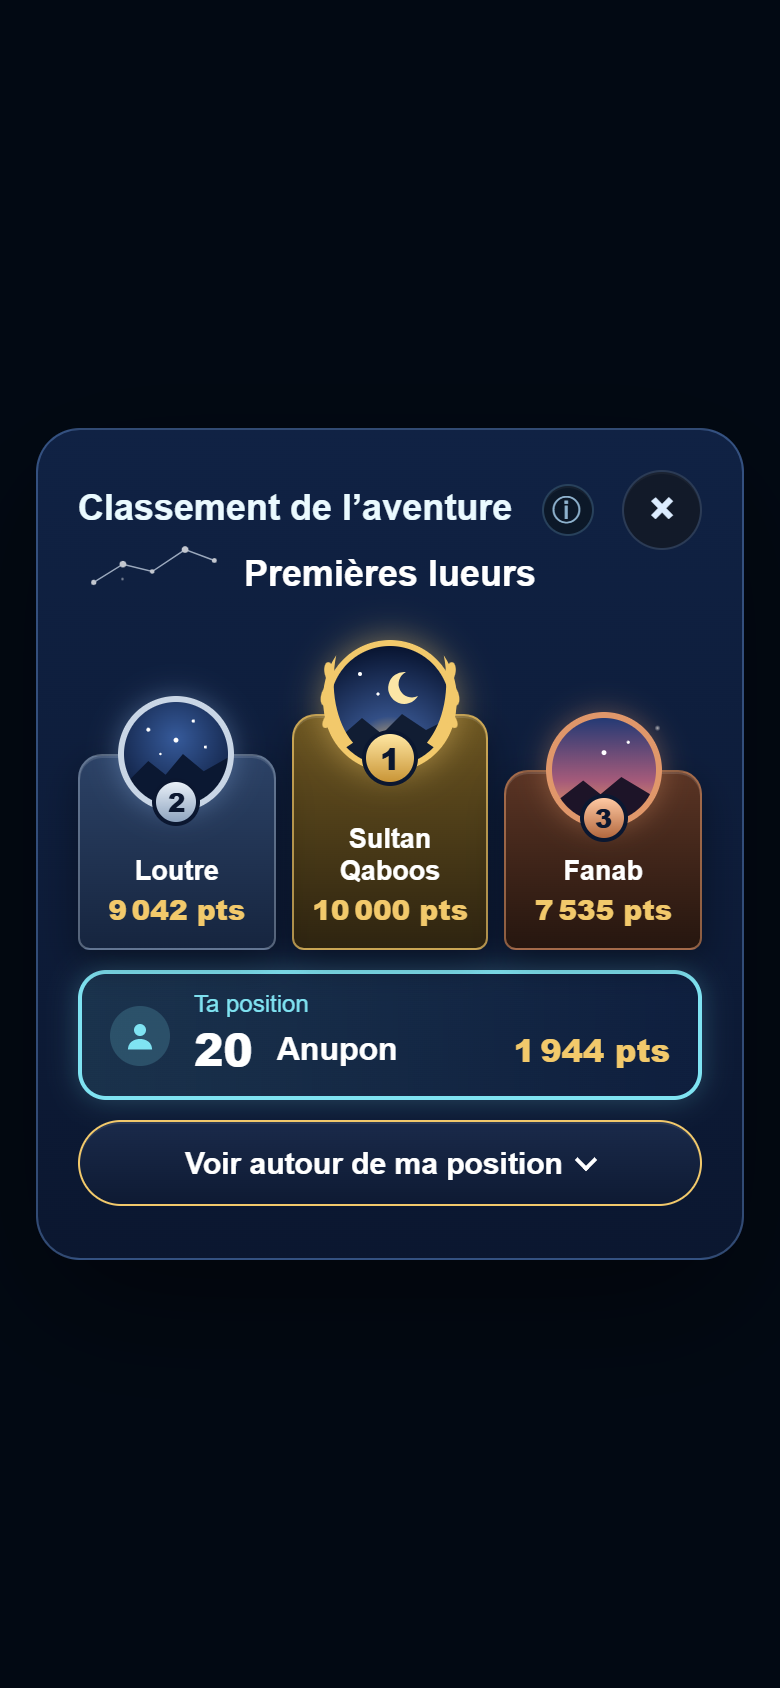 Classement de l’aventure
Premières lueurs
2
Loutre
9 042 pts
1
Sultan
Qaboos
10 000 pts
3
Fanab
7 535 pts
Ta position
20 Anupon 1 944 pts
Voir autour de ma position